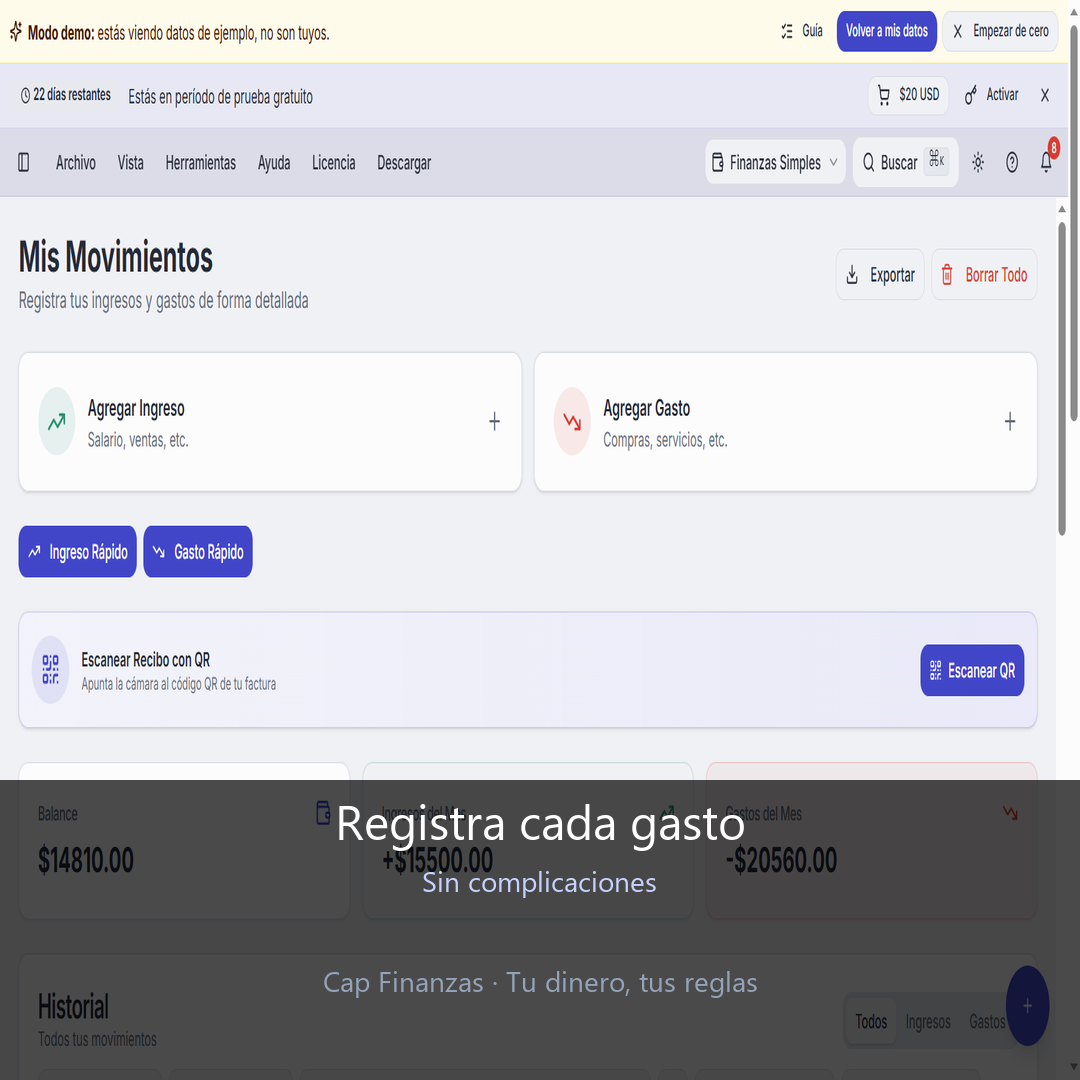 Modo demo: estás viendo datos de ejemplo, no son tuyos.
Guía
Volver a mis datos
Empezar de cero
22 días restantes
Estás en período de prueba gratuito
$20 USD
Activar
Archivo
Vista
Herramientas
Ayuda
Licencia
Descargar
Finanzas Simples
Buscar
⌘K
8
Mis Movimientos
Registra tus ingresos y gastos de forma detallada
Exportar
Borrar Todo
Agregar Ingreso
Salario, ventas, etc.
Agregar Gasto
Compras, servicios, etc.
Ingreso Rápido
Gasto Rápido
Escanear Recibo con QR
Apunta la cámara al código QR de tu factura
Escanear QR
Balance
$14810.00
Ingresos del Mes
+$15500.00
Gastos del Mes
-$20560.00
Registra cada gasto
Sin complicaciones
Cap Finanzas · Tu dinero, tus reglas
Historial
Todos tus movimientos
Todos
Ingresos
Gastos